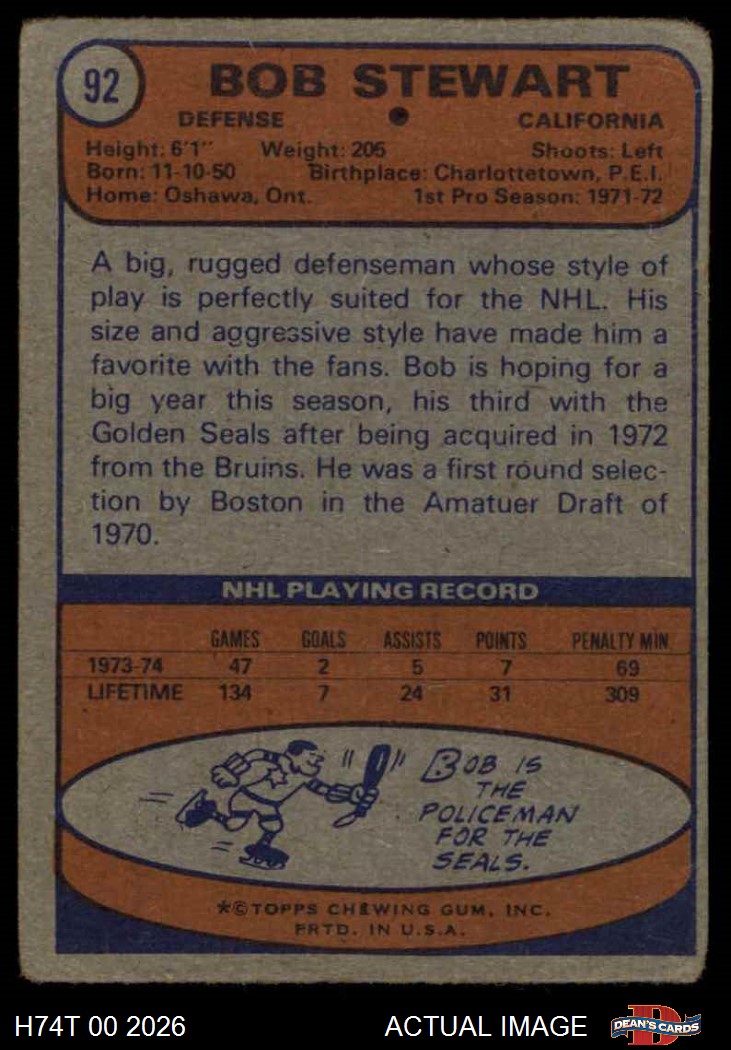 92
BOB STEWART
DEFENSE CALIFORNIA
Height: 6'1" Weight: 205 Shoots: Left
Born: 11-10-50 Birthplace: Charlottetown, P.E.I.
Home: Oshawa, Ont. 1st Pro Season: 1971-72
A big, rugged defenseman whose style of
play is perfectly suited for the NHL. His
size and aggressive style have made him a
favorite with the fans. Bob is hoping for a
big year this season, his third with the
Golden Seals after being acquired in 1972
from the Bruins. He was a first round selec-
tion by Boston in the Amatuer Draft of
1970.
NHL PLAYING RECORD
GAMES GOALS ASSISTS POINTS PENALTY MIN.
1973-74 47 2 5 7 69
LIFETIME 134 7 24 31 309
BOB IS
THE
POLICEMAN
FOR THE
SEALS.
*©TOPPS CHEWING GUM, INC.
PRTD. IN U.S.A.
H74T 00 2026 ACTUAL IMAGE D DEAN'S CARDS